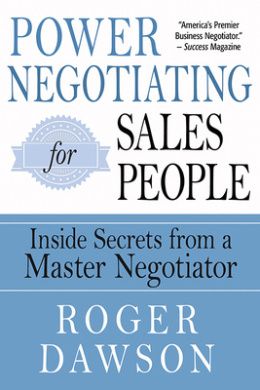 POWER
“America's Premier
Business Negotiator.”
– Success Magazine
NEGOTIATING
for
SALES
PEOPLE
Inside Secrets from a
Master Negotiator
ROGER
DAWSON